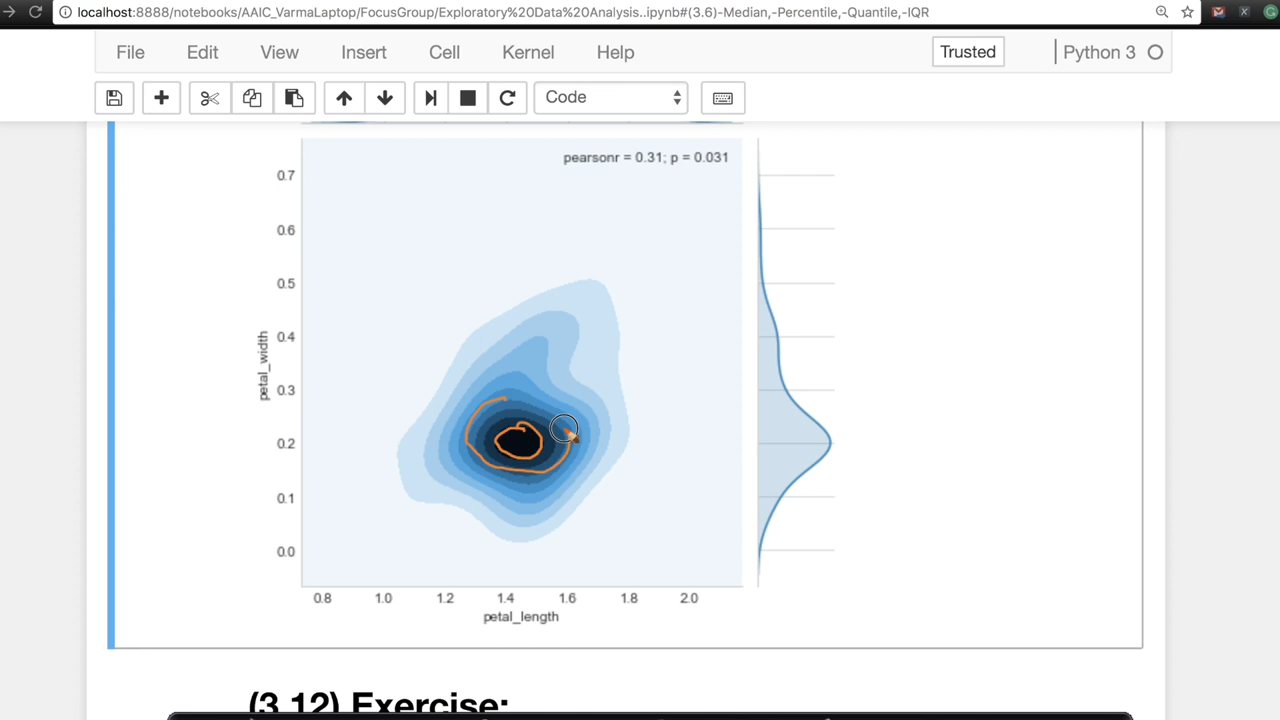 localhost:8888/notebooks/AAIC_VarmaLaptop/FocusGroup/Exploratory%20Data%20Analysis..ipynb#(3.6)-Median,-Percentile,-Quantile,-IQR
File Edit View Insert Cell Kernel Help Trusted Python 3
Code
pearsonr = 0.31; p = 0.031
0.7
0.6
0.5
0.4
0.3
0.2
0.1
0.0
petal_width
0.8 1.0 1.2 1.4 1.6 1.8 2.0
petal_length
(3.12) Exercise: